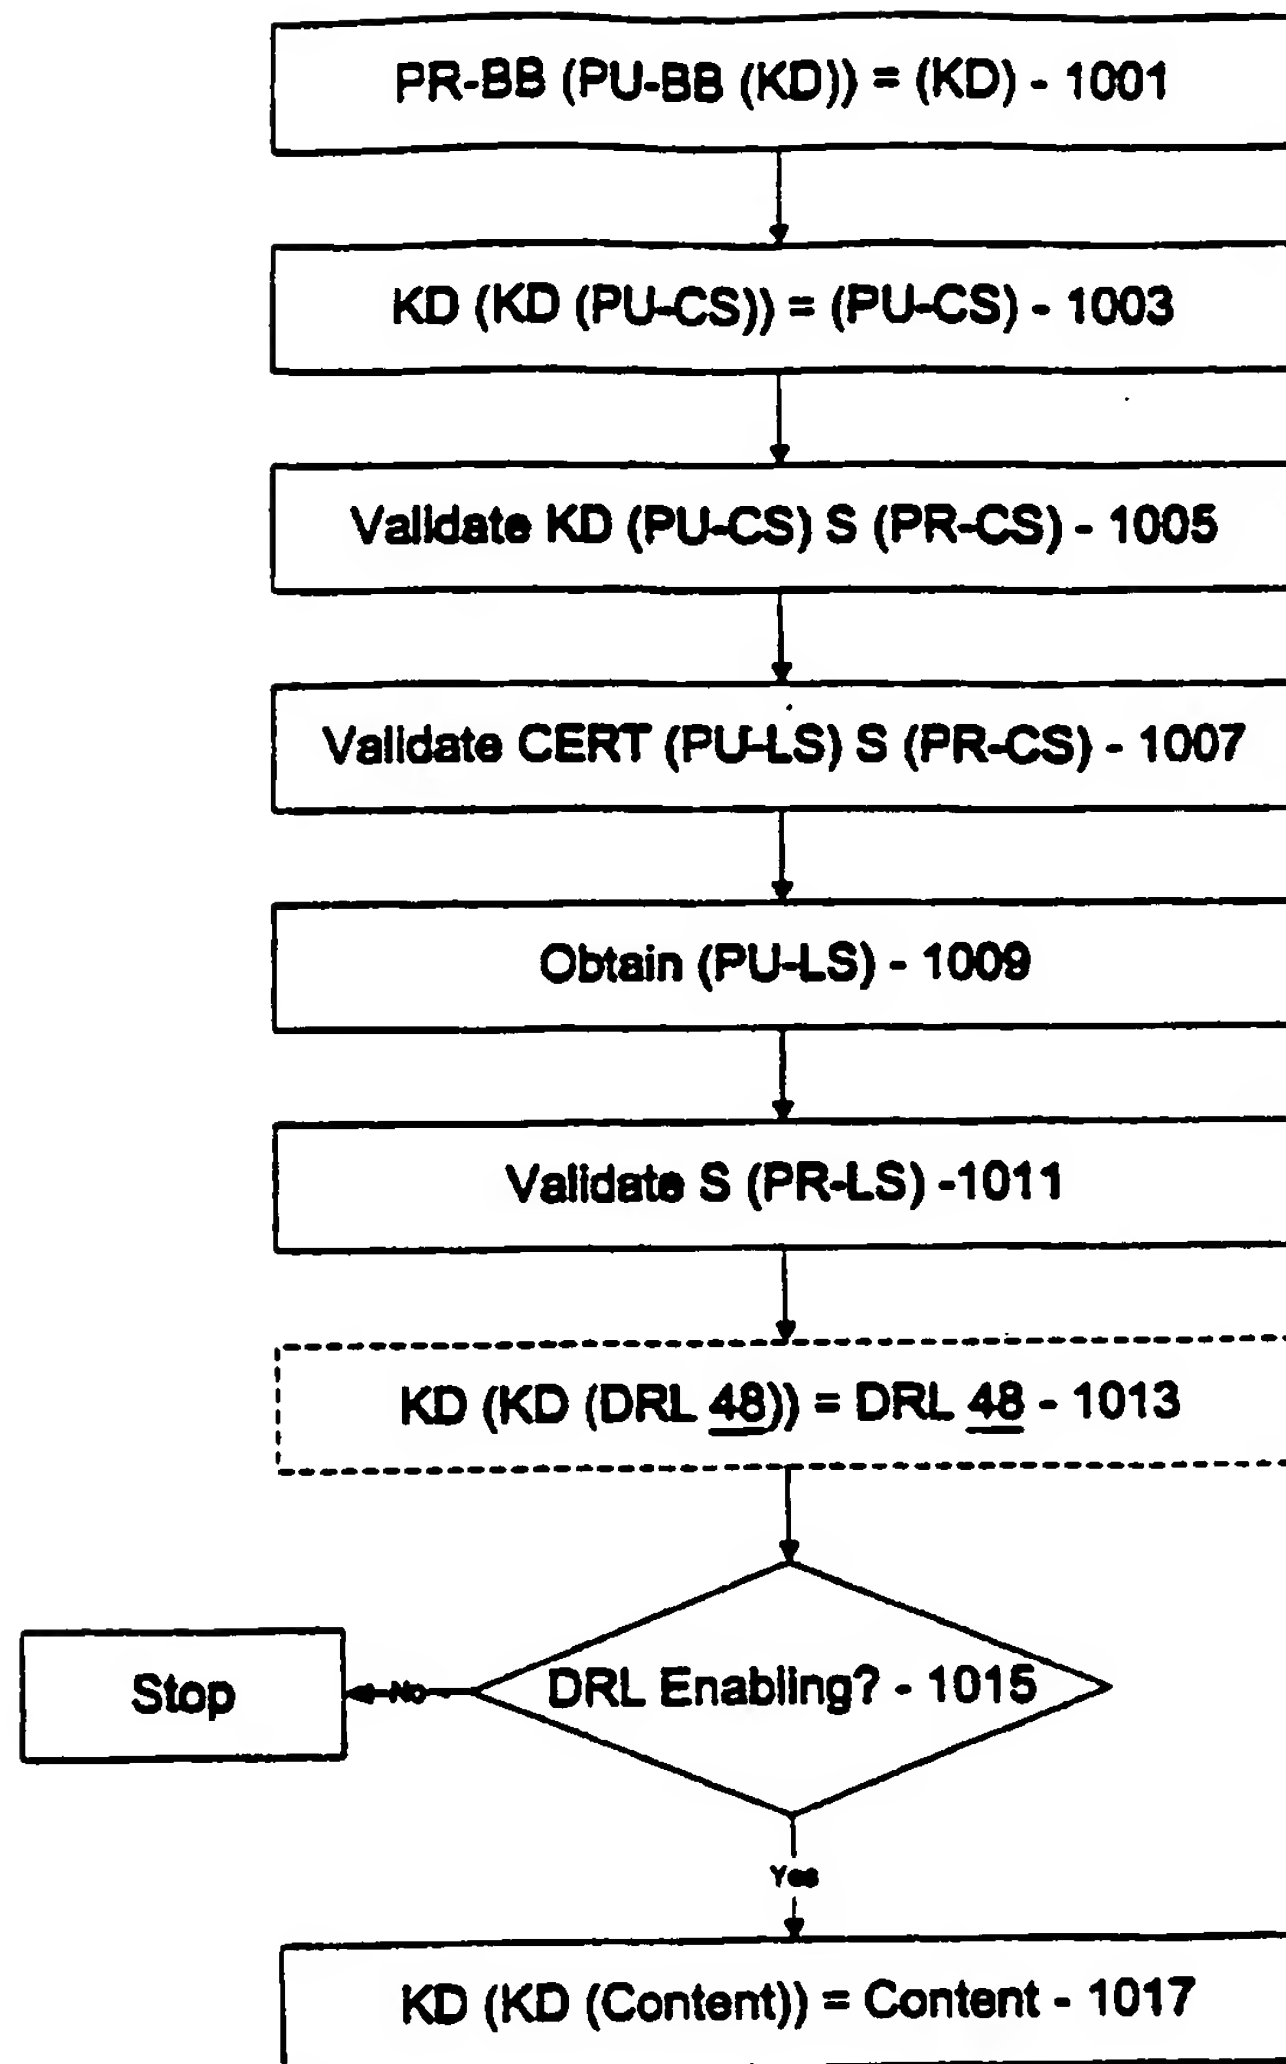 PR-BB (PU-BB (KD)) = (KD) - 1001
KD (KD (PU-CS)) = (PU-CS) - 1003
Validate KD (PU-CS) S (PR-CS) - 1005
Validate CERT (PU-LS) S (PR-CS) - 1007
Obtain (PU-LS) - 1009
Validate S (PR-LS) -1011
KD (KD (DRL 48)) = DRL 48 - 1013
DRL Enabling? - 1015
No
Stop
Yes
KD (KD (Content)) = Content - 1017